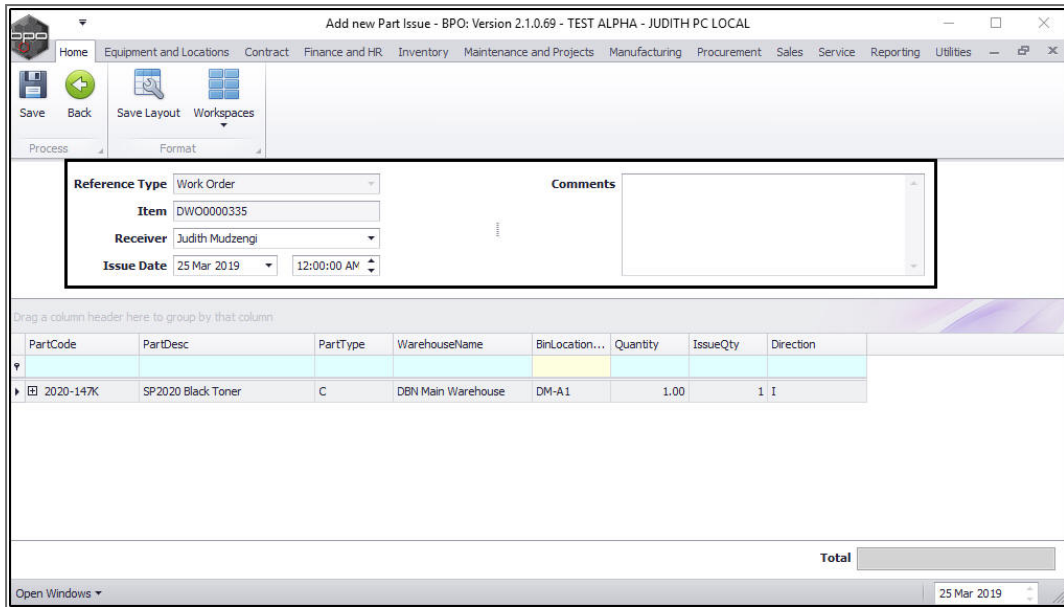 Add new Part Issue - BPO: Version 2.1.0.69 - TEST ALPHA - JUDITH PC LOCAL
bpo
Home Equipment and Locations Contract Finance and HR Inventory Maintenance and Projects Manufacturing Procurement Sales Service Reporting Utilities
Save Back Save Layout Workspaces
Process Format
Reference Type Work Order Comments
Item DWO0000335
Receiver Judith Mudzengi
Issue Date 25 Mar 2019 12:00:00 AM
Drag a column header here to group by that column
PartCode PartDesc PartType WarehouseName BinLocation... Quantity IssueQty Direction
2020-147K SP2020 Black Toner C DBN Main Warehouse DM-A1 1.00 1 I
Total
Open Windows 25 Mar 2019